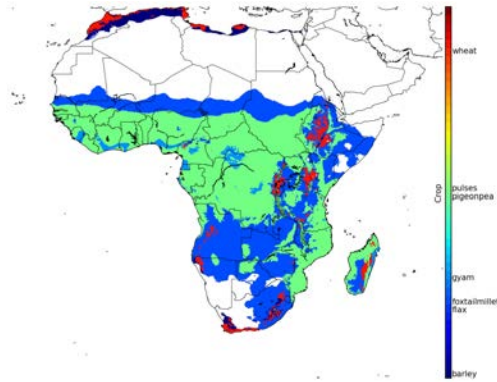 wheat
pulses
pigeonpea
Crop
gyam
foxtailmillet
flax
barley